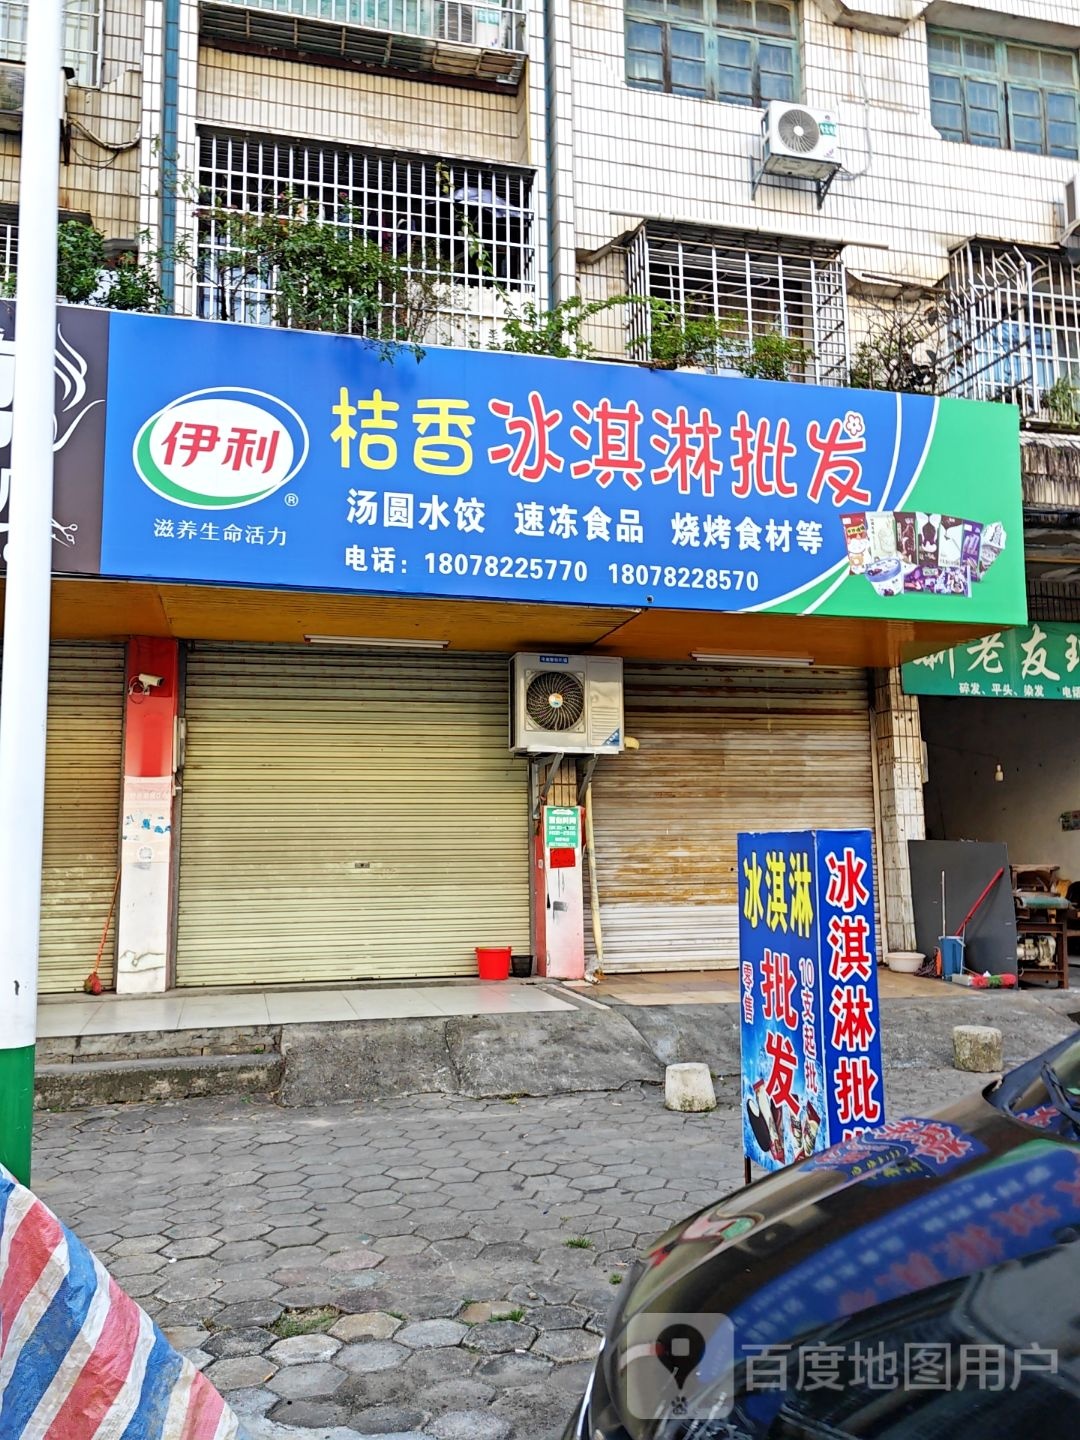 伊利®
滋养生命活力
桔香冰淇淋批发
汤圆水饺 速冻食品 烧烤食材等
电话：18078225770 18078228570
老友
碎发、平头、染发 电话
冰淇淋
批发
零售
10支起批
冰淇淋批
百度地图用户